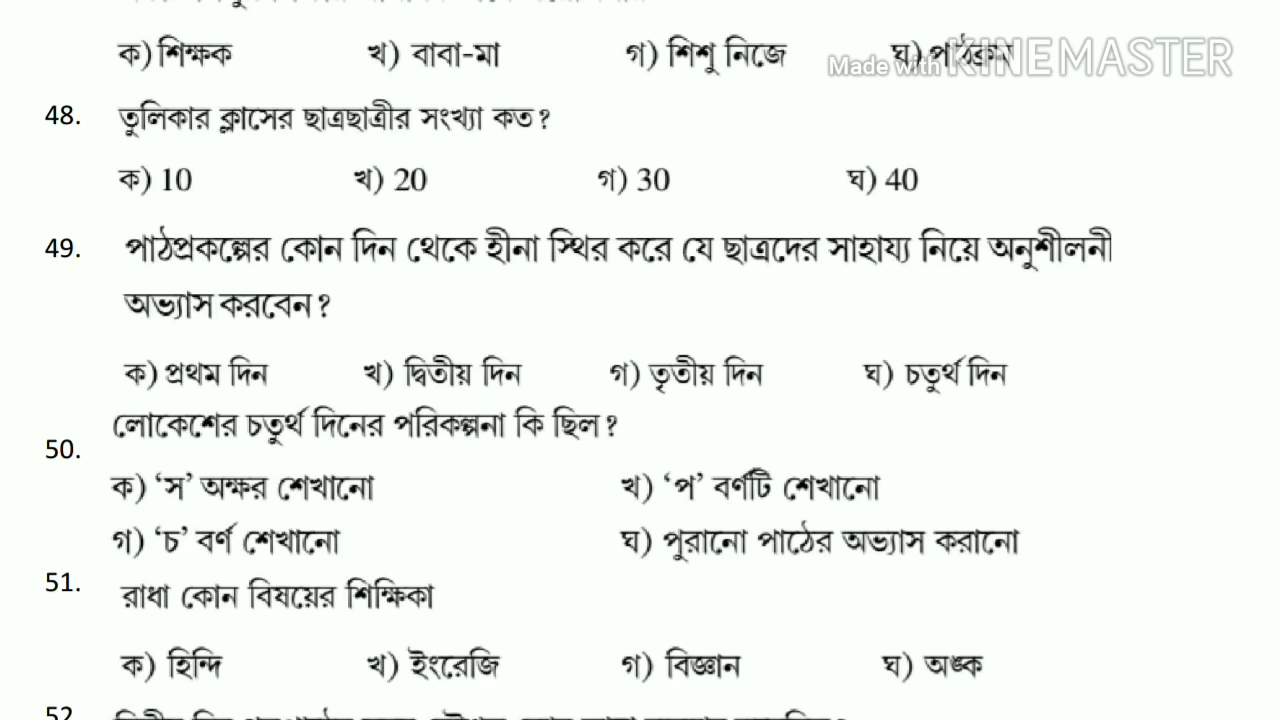 ক) শিক্ষক খ) বাবা-মা গ) শিশু নিজে ঘ) পাঠক্রম
Made with KINEMASTER
48. তুলিকার ক্লাসের ছাত্রছাত্রীর সংখ্যা কত?
ক) 10 খ) 20 গ) 30 ঘ) 40
49. পাঠপ্রকল্পের কোন দিন থেকে হীনা স্থির করে যে ছাত্রদের সাহায্য নিয়ে অনুশীলনী
অভ্যাস করবেন?
ক) প্রথম দিন খ) দ্বিতীয় দিন গ) তৃতীয় দিন ঘ) চতুর্থ দিন
50. লোকেশের চতুর্থ দিনের পরিকল্পনা কি ছিল?
ক) ‘স’ অক্ষর শেখানো খ) ‘প’ বর্ণটি শেখানো
গ) ‘চ’ বর্ণ শেখানো ঘ) পুরানো পাঠের অভ্যাস করানো
51. রাধা কোন বিষয়ের শিক্ষিকা
ক) হিন্দি খ) ইংরেজি গ) বিজ্ঞান ঘ) অঙ্ক
52